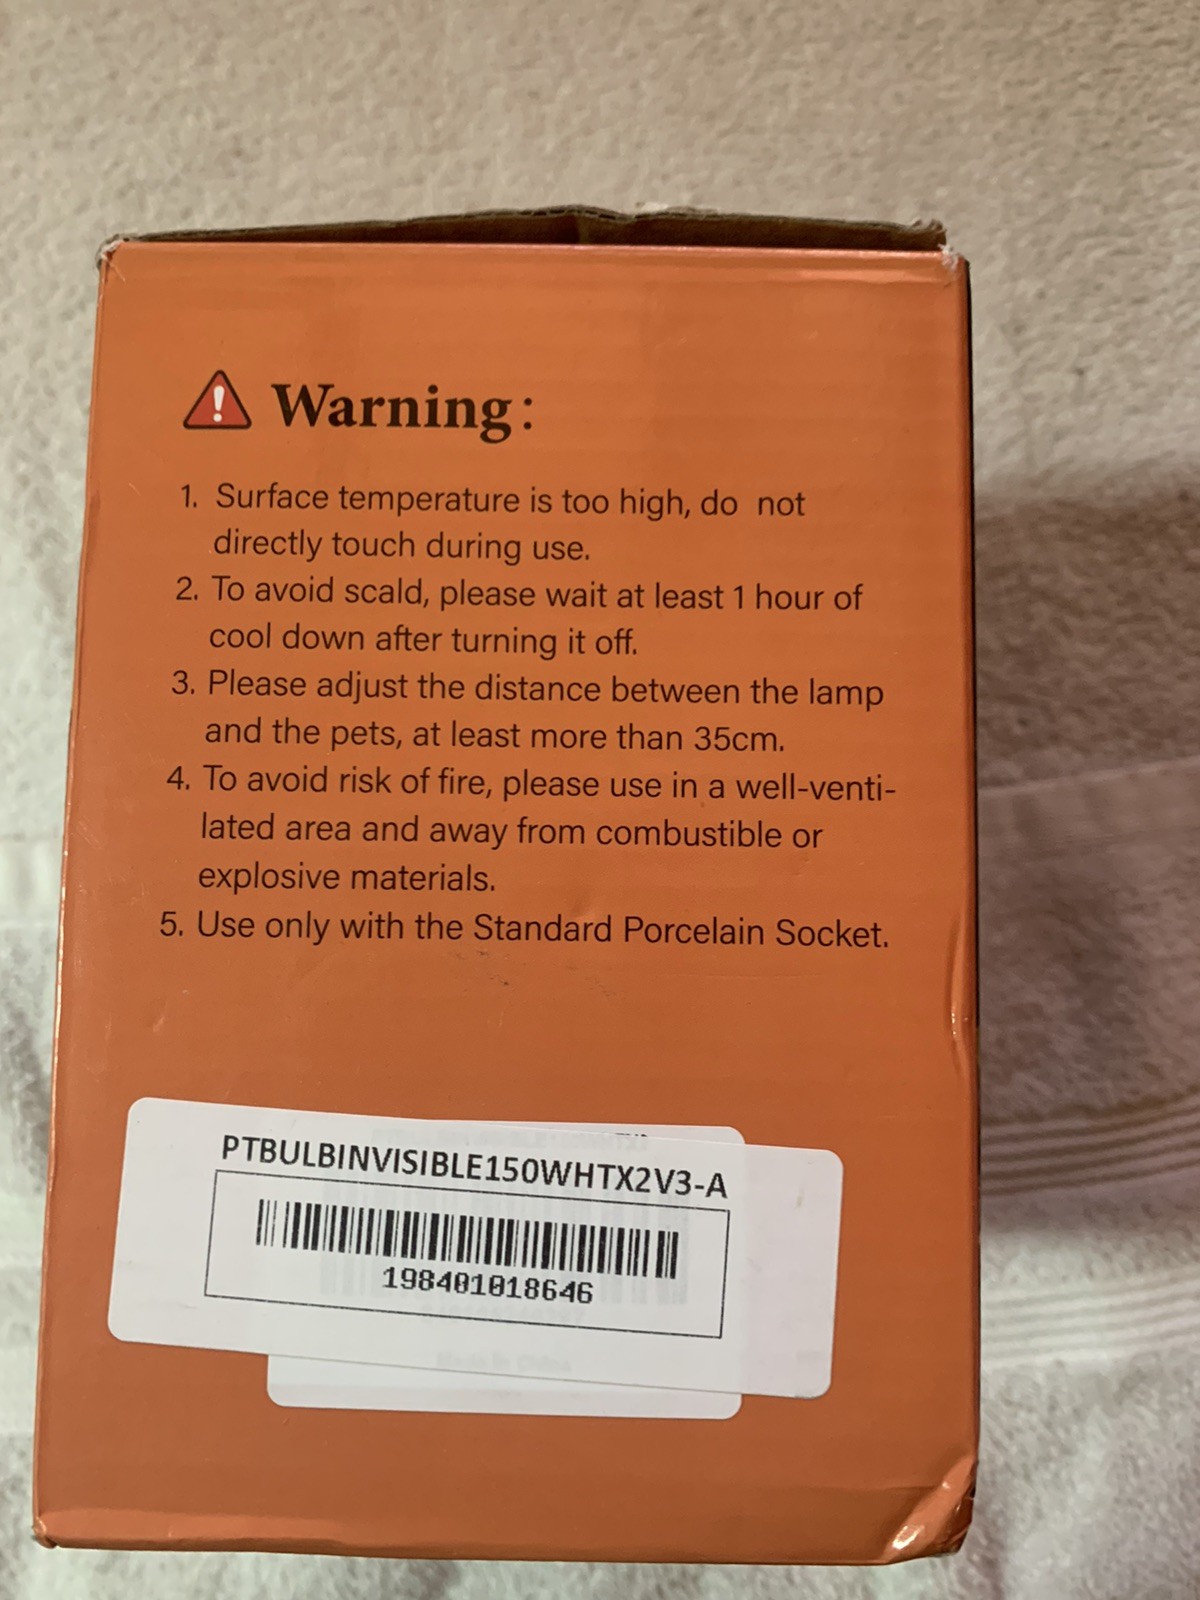 Warning:
1. Surface temperature is too high, do not
directly touch during use.
2. To avoid scald, please wait at least 1 hour of
cool down after turning it off.
3. Please adjust the distance between the lamp
and the pets, at least more than 35cm.
4. To avoid risk of fire, please use in a well-venti-
lated area and away from combustible or
explosive materials.
5. Use only with the Standard Porcelain Socket.
PTBULBINVISIBLE150WHTX2V3-A
198401018646